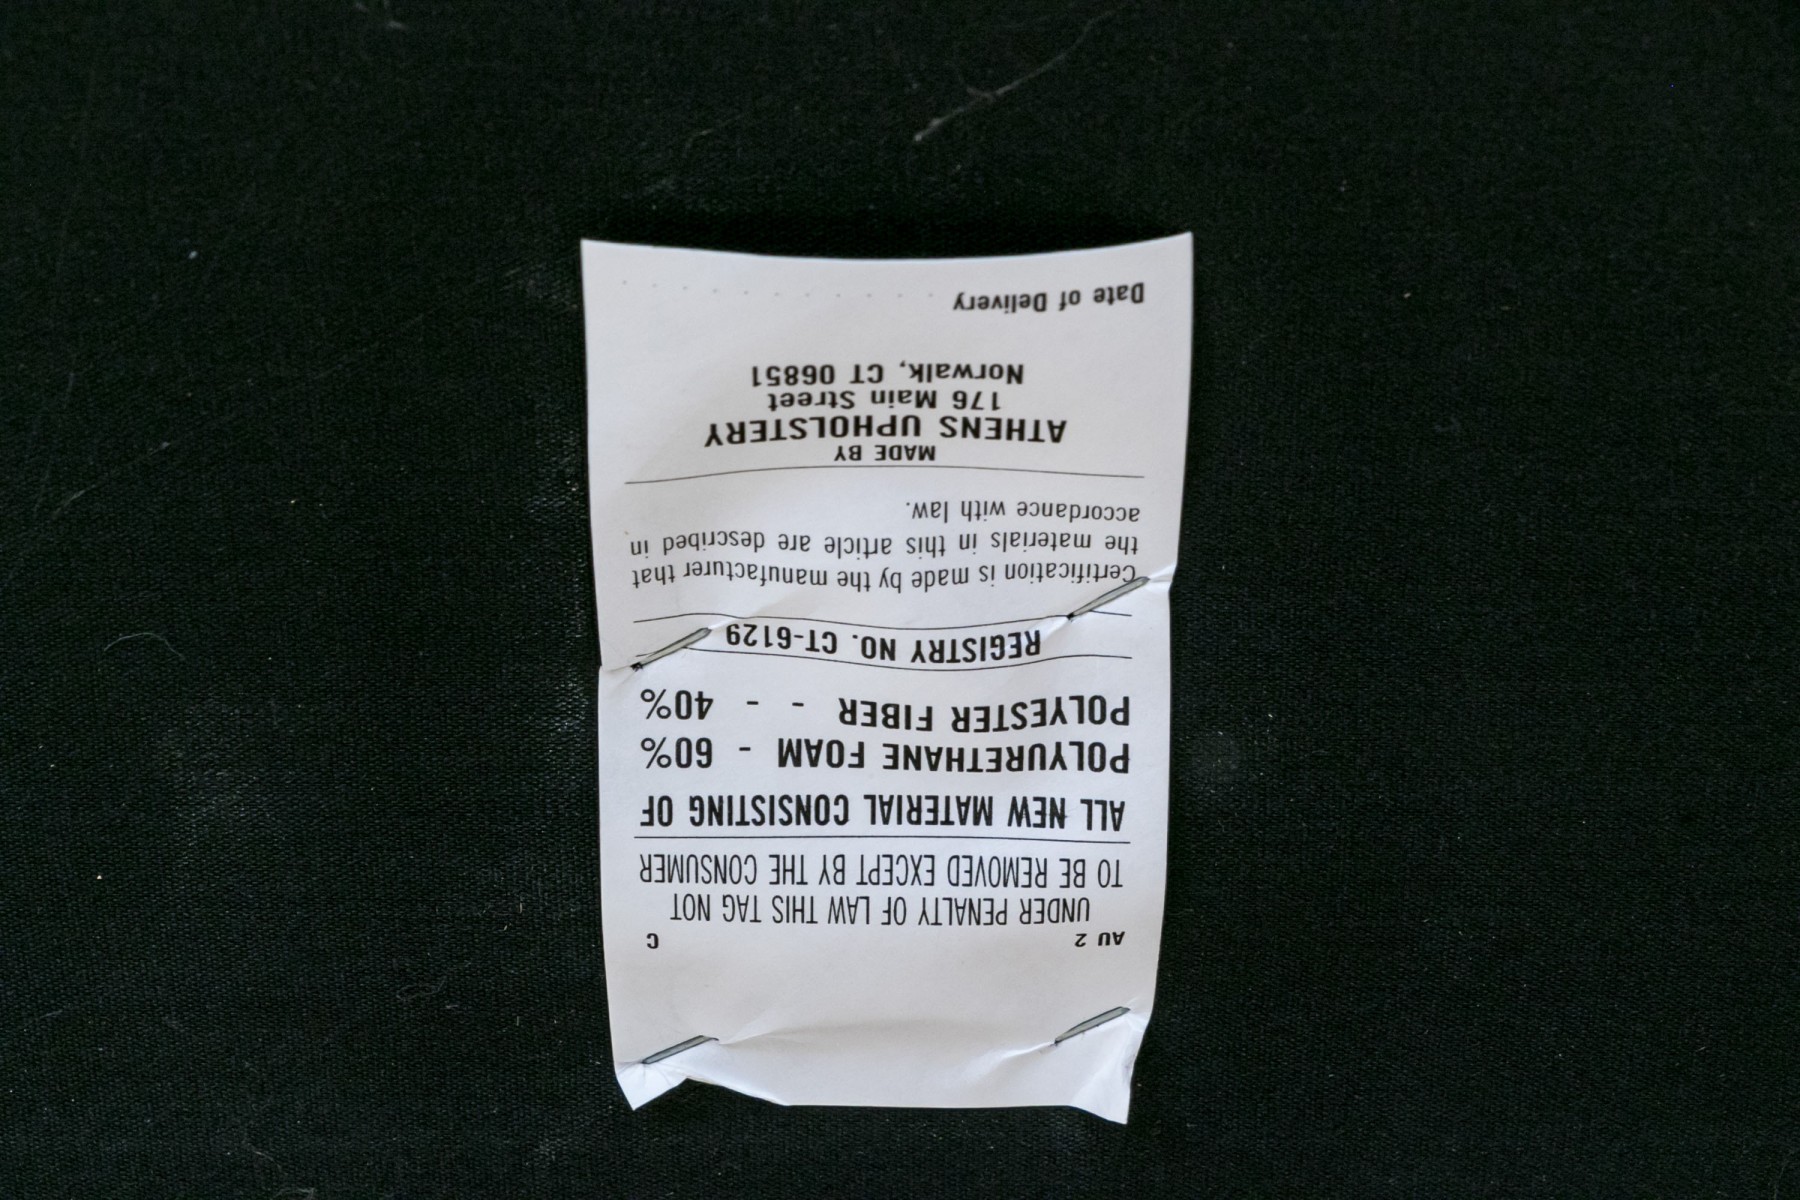 AU 2 C
UNDER PENALTY OF LAW THIS TAG NOT
TO BE REMOVED EXCEPT BY THE CONSUMER
ALL NEW MATERIAL CONSISTING OF
POLYURETHANE FOAM - 60%
POLYESTER FIBER - - 40%
REGISTRY NO. CT-6129
Certification is made by the manufacturer that
the materials in this article are described in
accordance with law.
MADE BY
ATHENS UPHOLSTERY
176 Main Street
Norwalk, CT 06851
Date of Delivery . . . . . . . . . . .